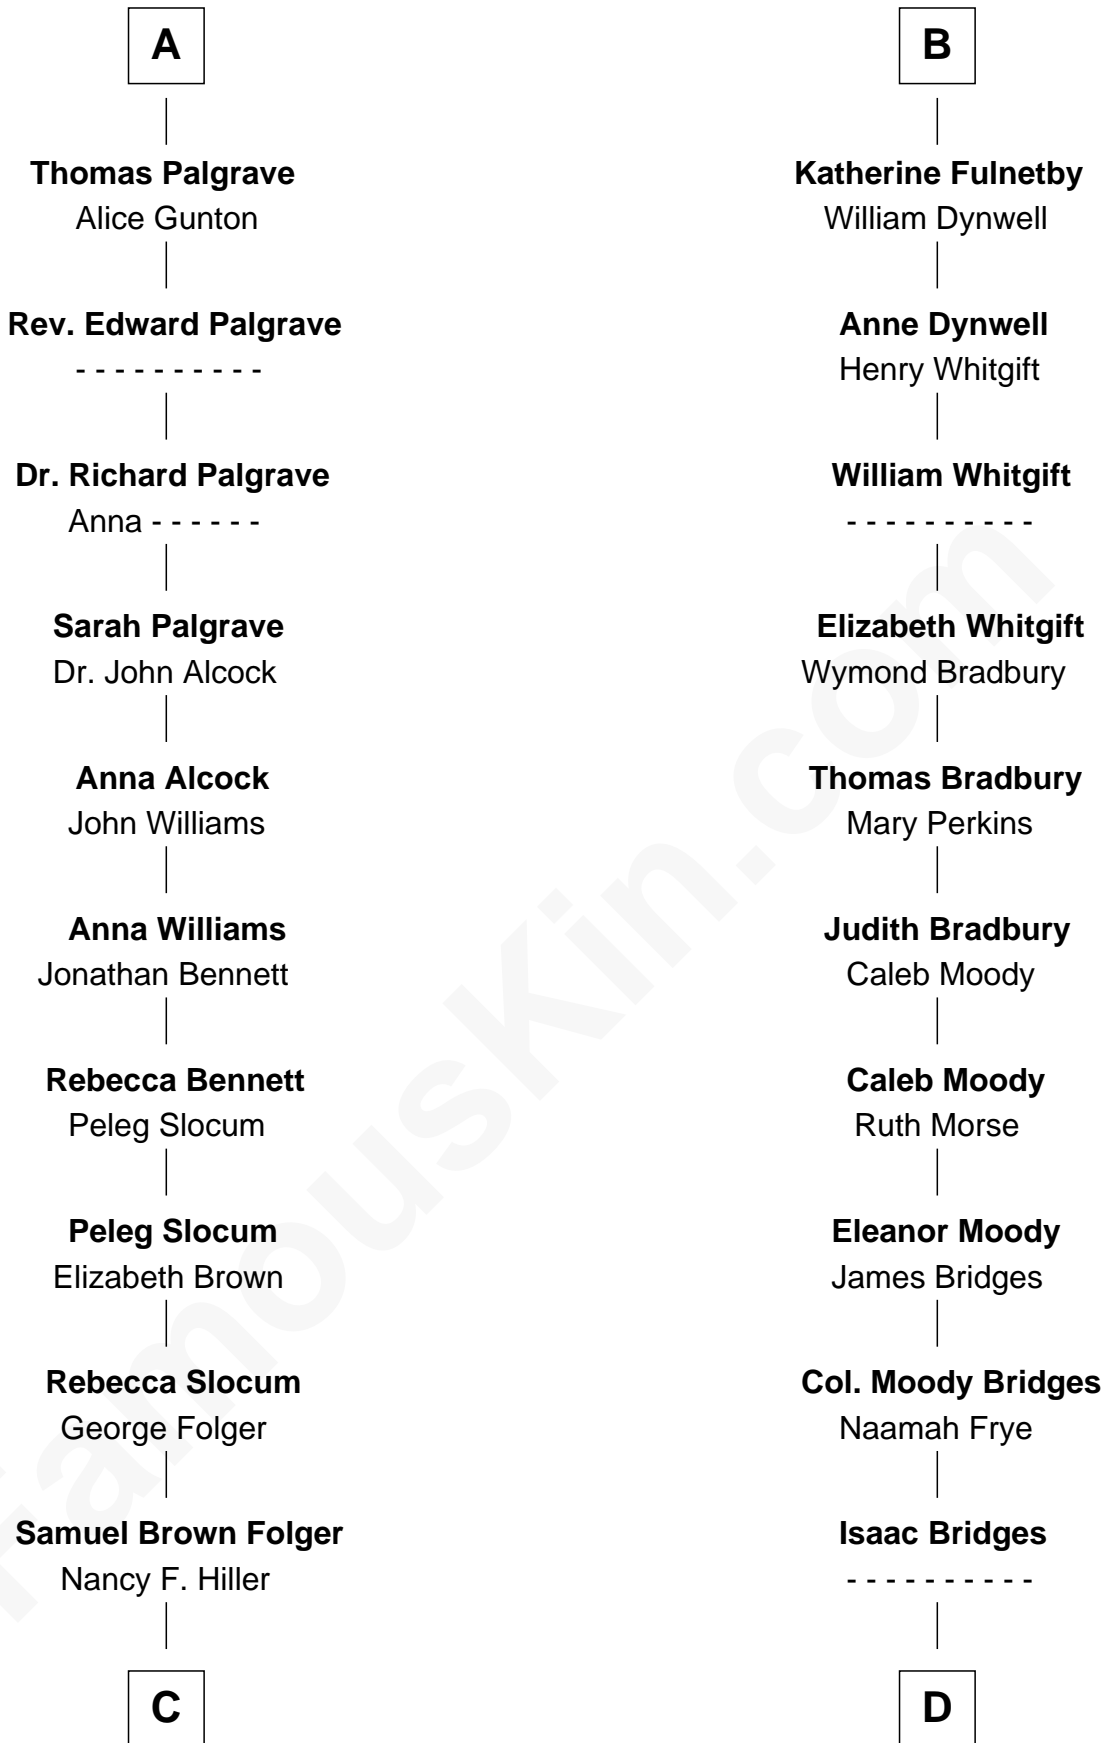 A
Thomas Palgrave
Alice Gunton
Rev. Edward Palgrave
- - - - - - - - - -
Dr. Richard Palgrave
Anna - - - - - -
Sarah Palgrave
Dr. John Alcock
Anna Alcock
John Williams
Anna Williams
Jonathan Bennett
Rebecca Bennett
Peleg Slocum
Peleg Slocum
Elizabeth Brown
Rebecca Slocum
George Folger
Samuel Brown Folger
Nancy F. Hiller
C
B
Katherine Fulnetby
William Dynwell
Anne Dynwell
Henry Whitgift
William Whitgift
- - - - - - - - - -
Elizabeth Whitgift
Wymond Bradbury
Thomas Bradbury
Mary Perkins
Judith Bradbury
Caleb Moody
Caleb Moody
Ruth Morse
Eleanor Moody
James Bridges
Col. Moody Bridges
Naamah Frye
Isaac Bridges
- - - - - - - - - -
D
FamousKin.com